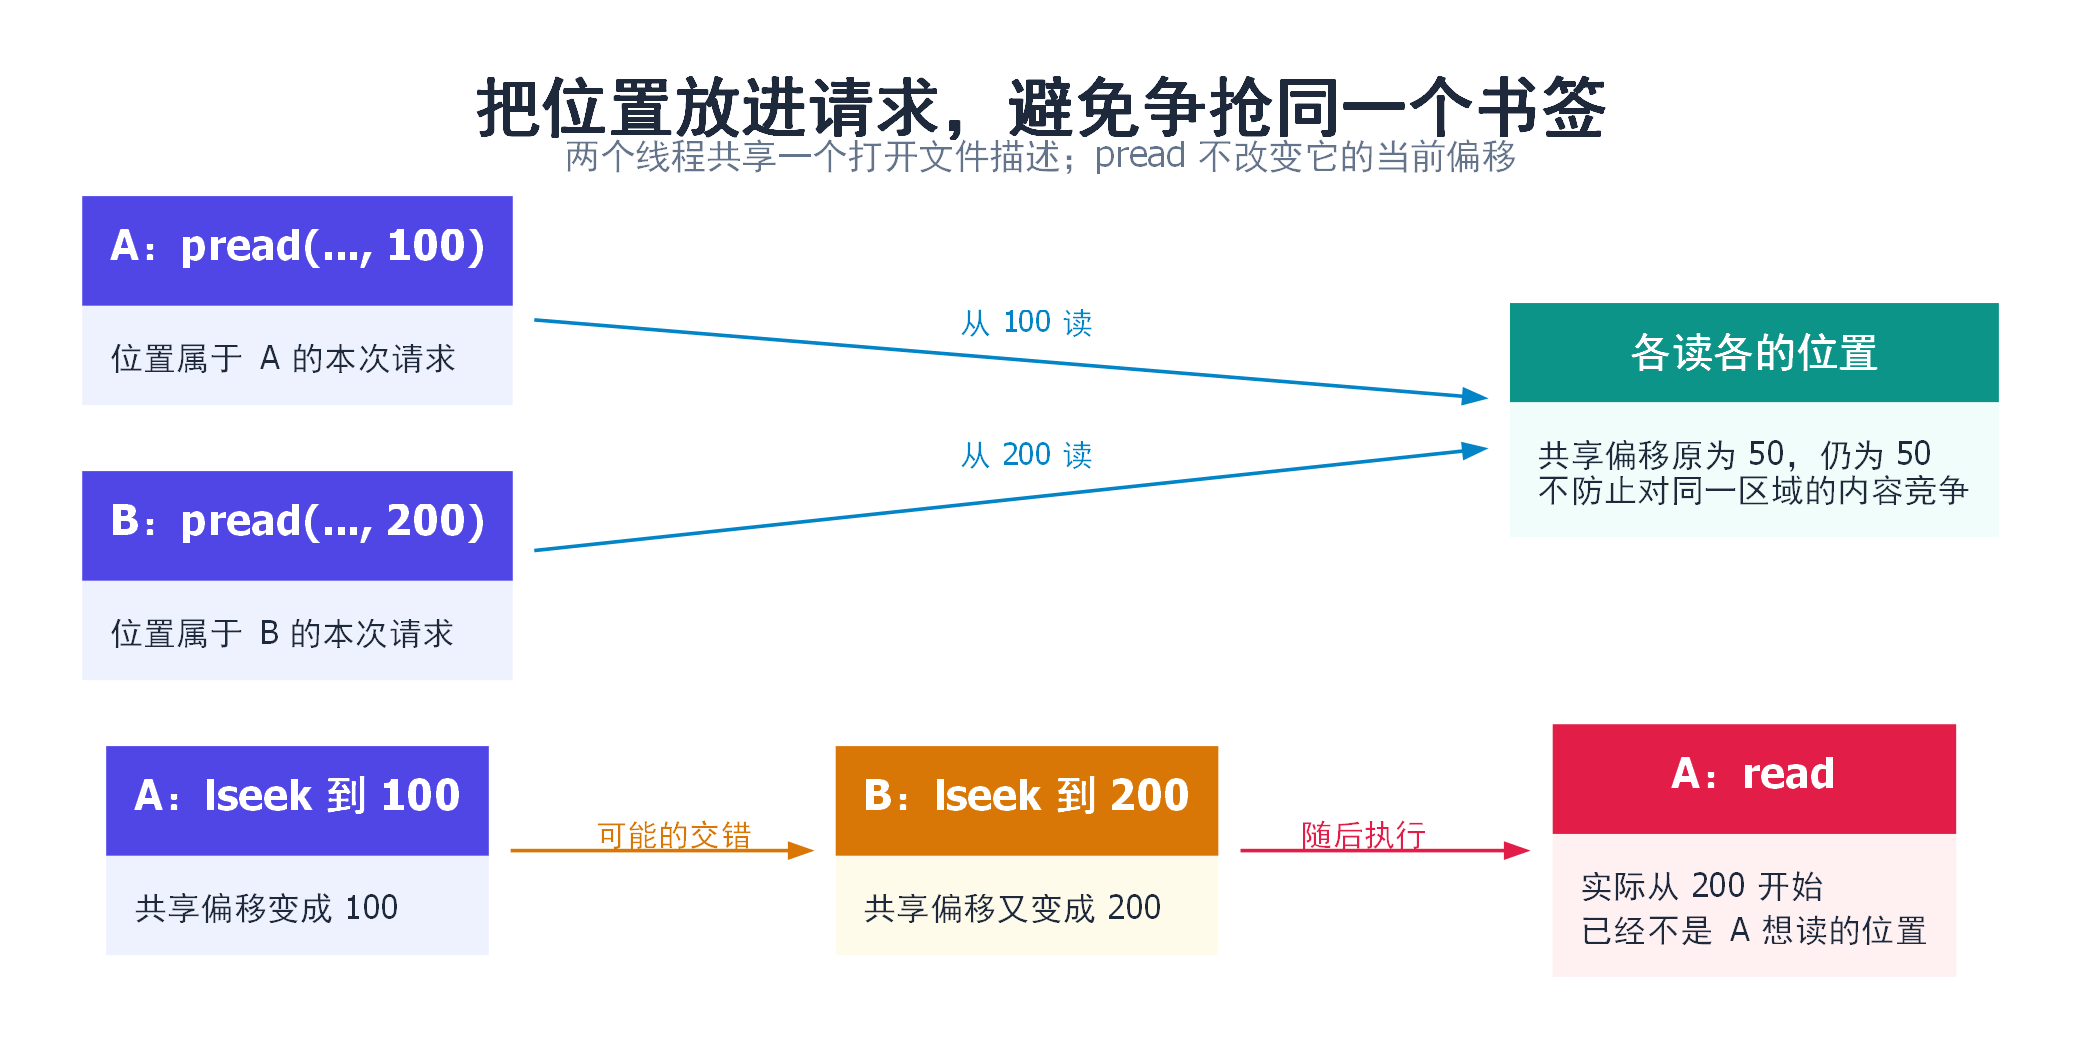 把位置放进请求，避免争抢同一个书签
两个线程共享一个打开文件描述；pread 不改变它的当前偏移
A：pread(..., 100)
位置属于 A 的本次请求
从 100 读
各读各的位置
共享偏移原为 50，仍为 50
不防止对同一区域的内容竞争
从 200 读
B：pread(..., 200)
位置属于 B 的本次请求
A：lseek 到 100
共享偏移变成 100
可能的交错
B：lseek 到 200
共享偏移又变成 200
随后执行
A：read
实际从 200 开始
已经不是 A 想读的位置